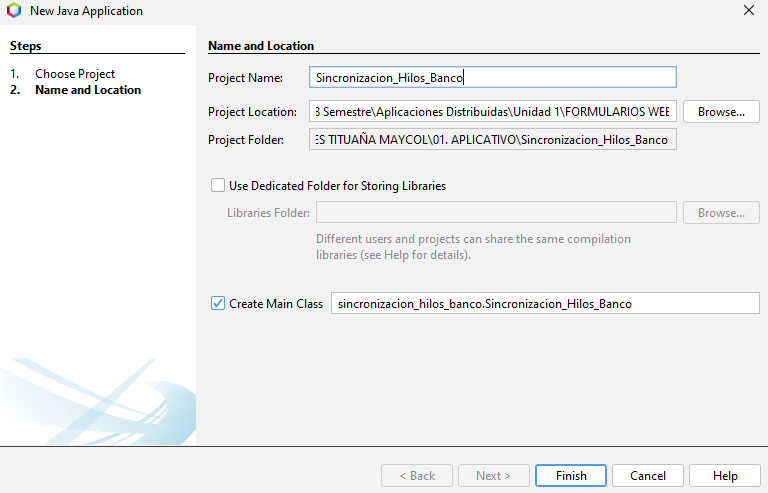 New Java Application
Steps
1. Choose Project
2. Name and Location
Name and Location
Project Name: Sincronizacion_Hilos_Banco
Project Location: 3 Semestre\Aplicaciones Distribuidas\Unidad 1\FORMULARIOS WEB Browse...
Project Folder: ES TITUAÑA MAYCOL\01. APLICATIVO\Sincronizacion_Hilos_Banco
Use Dedicated Folder for Storing Libraries
Libraries Folder: Browse...
Different users and projects can share the same compilation
libraries (see Help for details).
Create Main Class sincronizacion_hilos_banco.Sincronizacion_Hilos_Banco
< Back Next > Finish Cancel Help